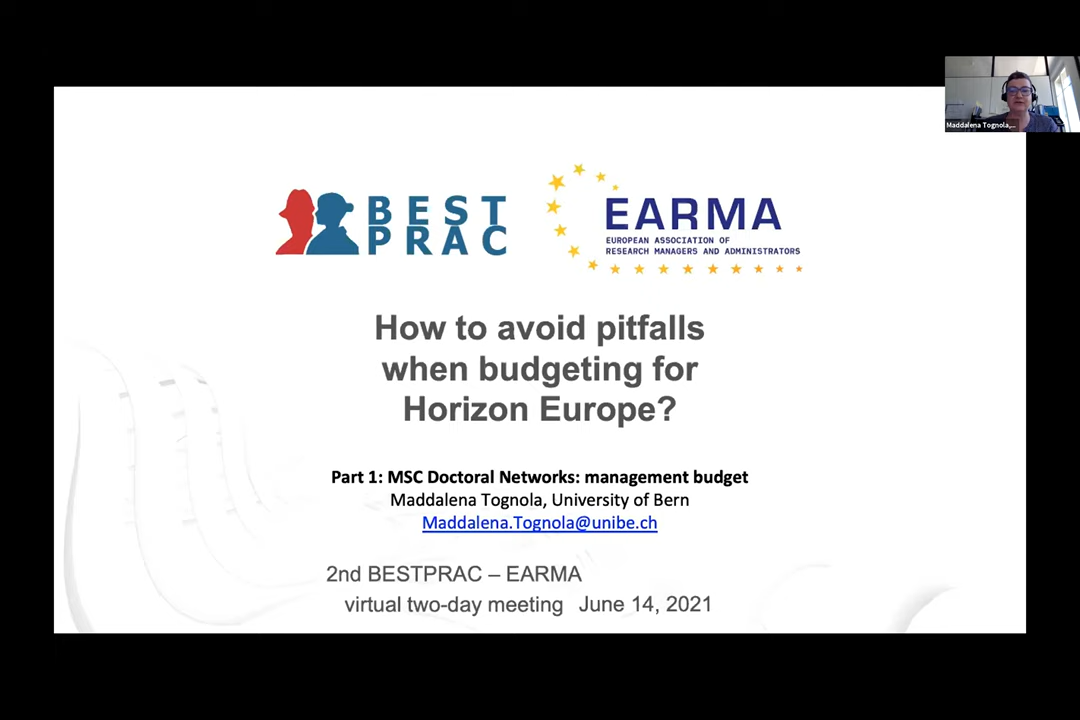 Maddalena Tognola,...
BEST
PRAC
EARMA
EUROPEAN ASSOCIATION OF
RESEARCH MANAGERS AND ADMINISTRATORS
How to avoid pitfalls
when budgeting for
Horizon Europe?
Part 1: MSC Doctoral Networks: management budget
Maddalena Tognola, University of Bern
Maddalena.Tognola@unibe.ch
2nd BESTPRAC – EARMA
virtual two-day meeting June 14, 2021